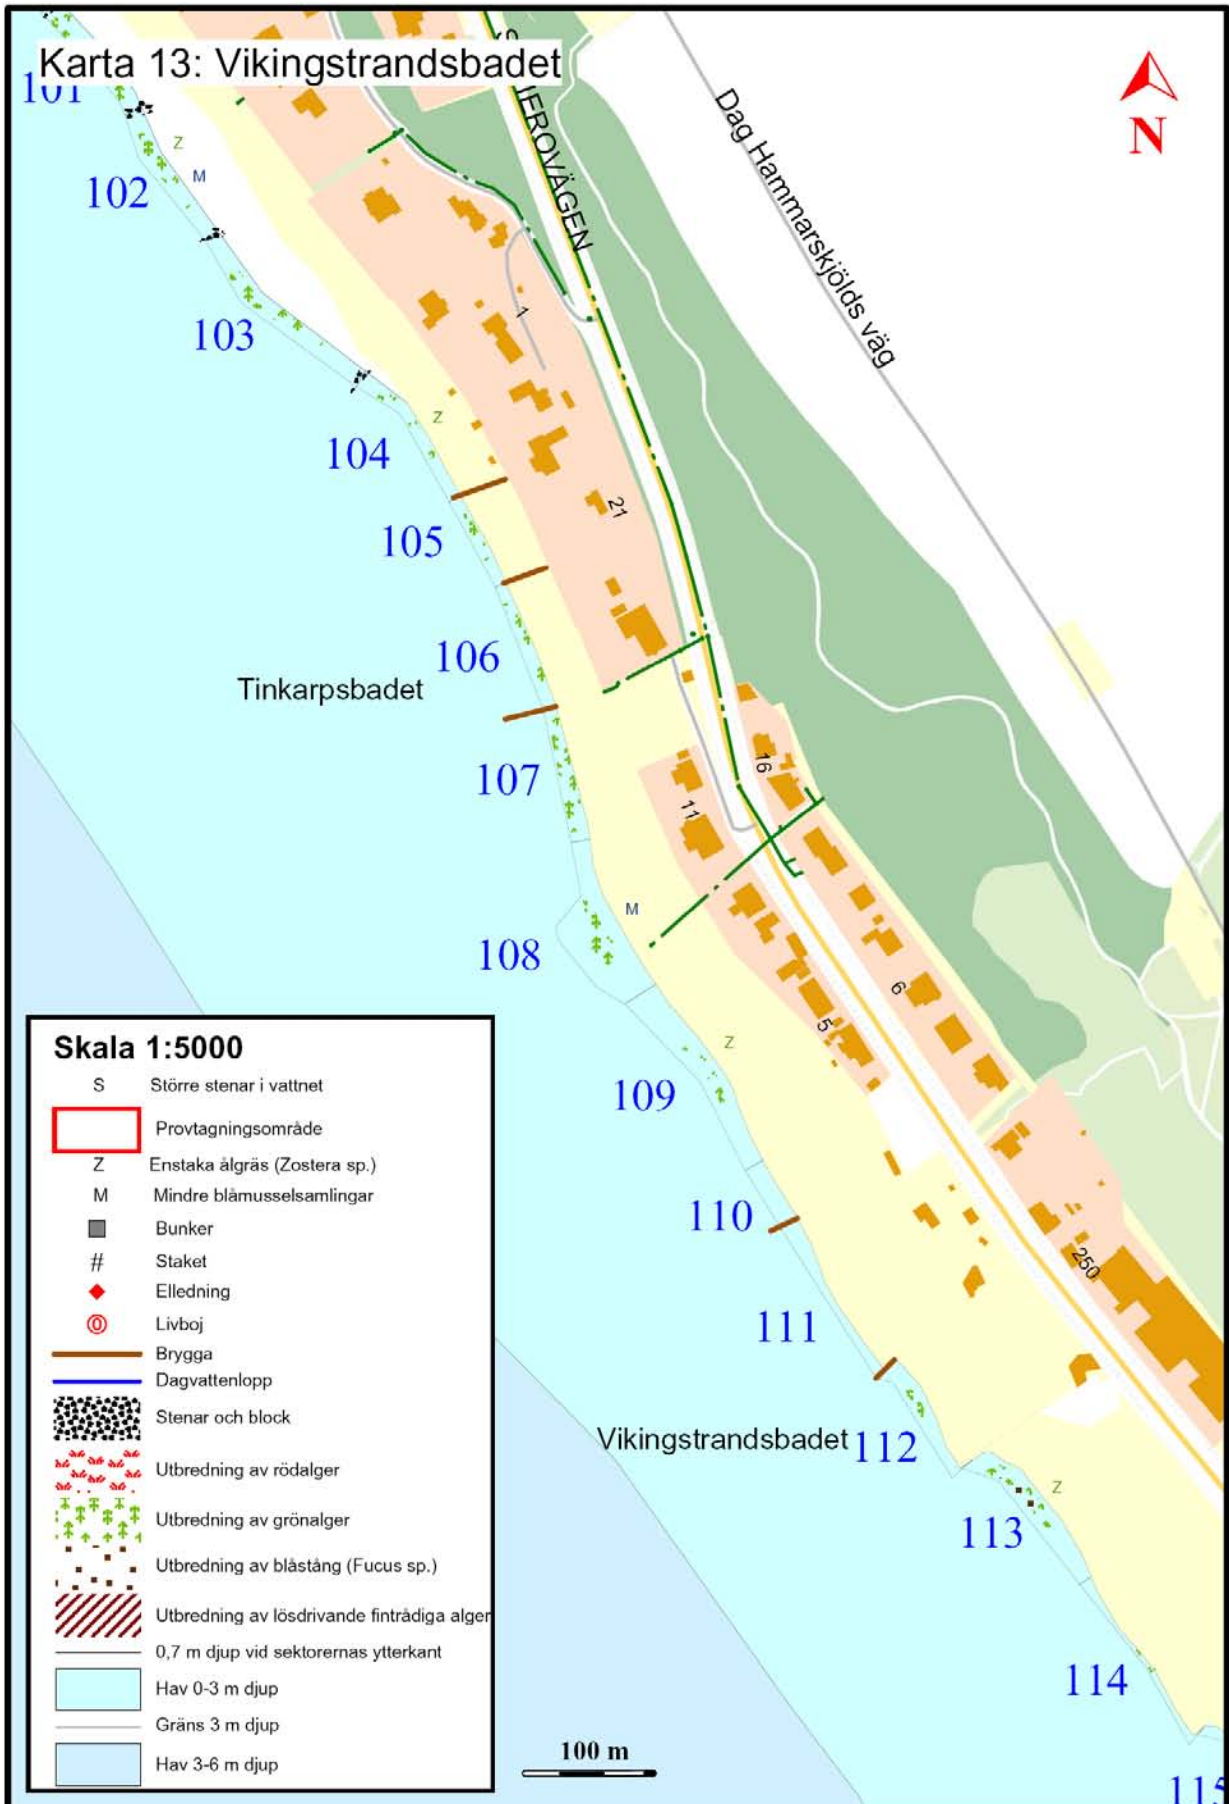 Karta 13: Vikingstrandsbadet
N
101
Z
M
102
Dag Hammarskjölds väg
103
1
Z
104
21
105
106
Tinkarpsbadet
107
16
11
M
108
6
5
Z
109
110
111
250
Vikingstrandsbadet
112
Z
113
114
115
Skala 1:5000
S Större stenar i vattnet
Provtagningsområde
Z Enstaka ålgräs (Zostera sp.)
M Mindre blåmusselsamlingar
Bunker
# Staket
Elledning
Livboj
Brygga
Dagvattenlopp
Stenar och block
Utbredning av rödalger
Utbredning av grönalger
Utbredning av blåstång (Fucus sp.)
Utbredning av lösdrivande fintrådiga alger
0,7 m djup vid sektorernas ytterkant
Hav 0-3 m djup
Gräns 3 m djup
Hav 3-6 m djup
100 m